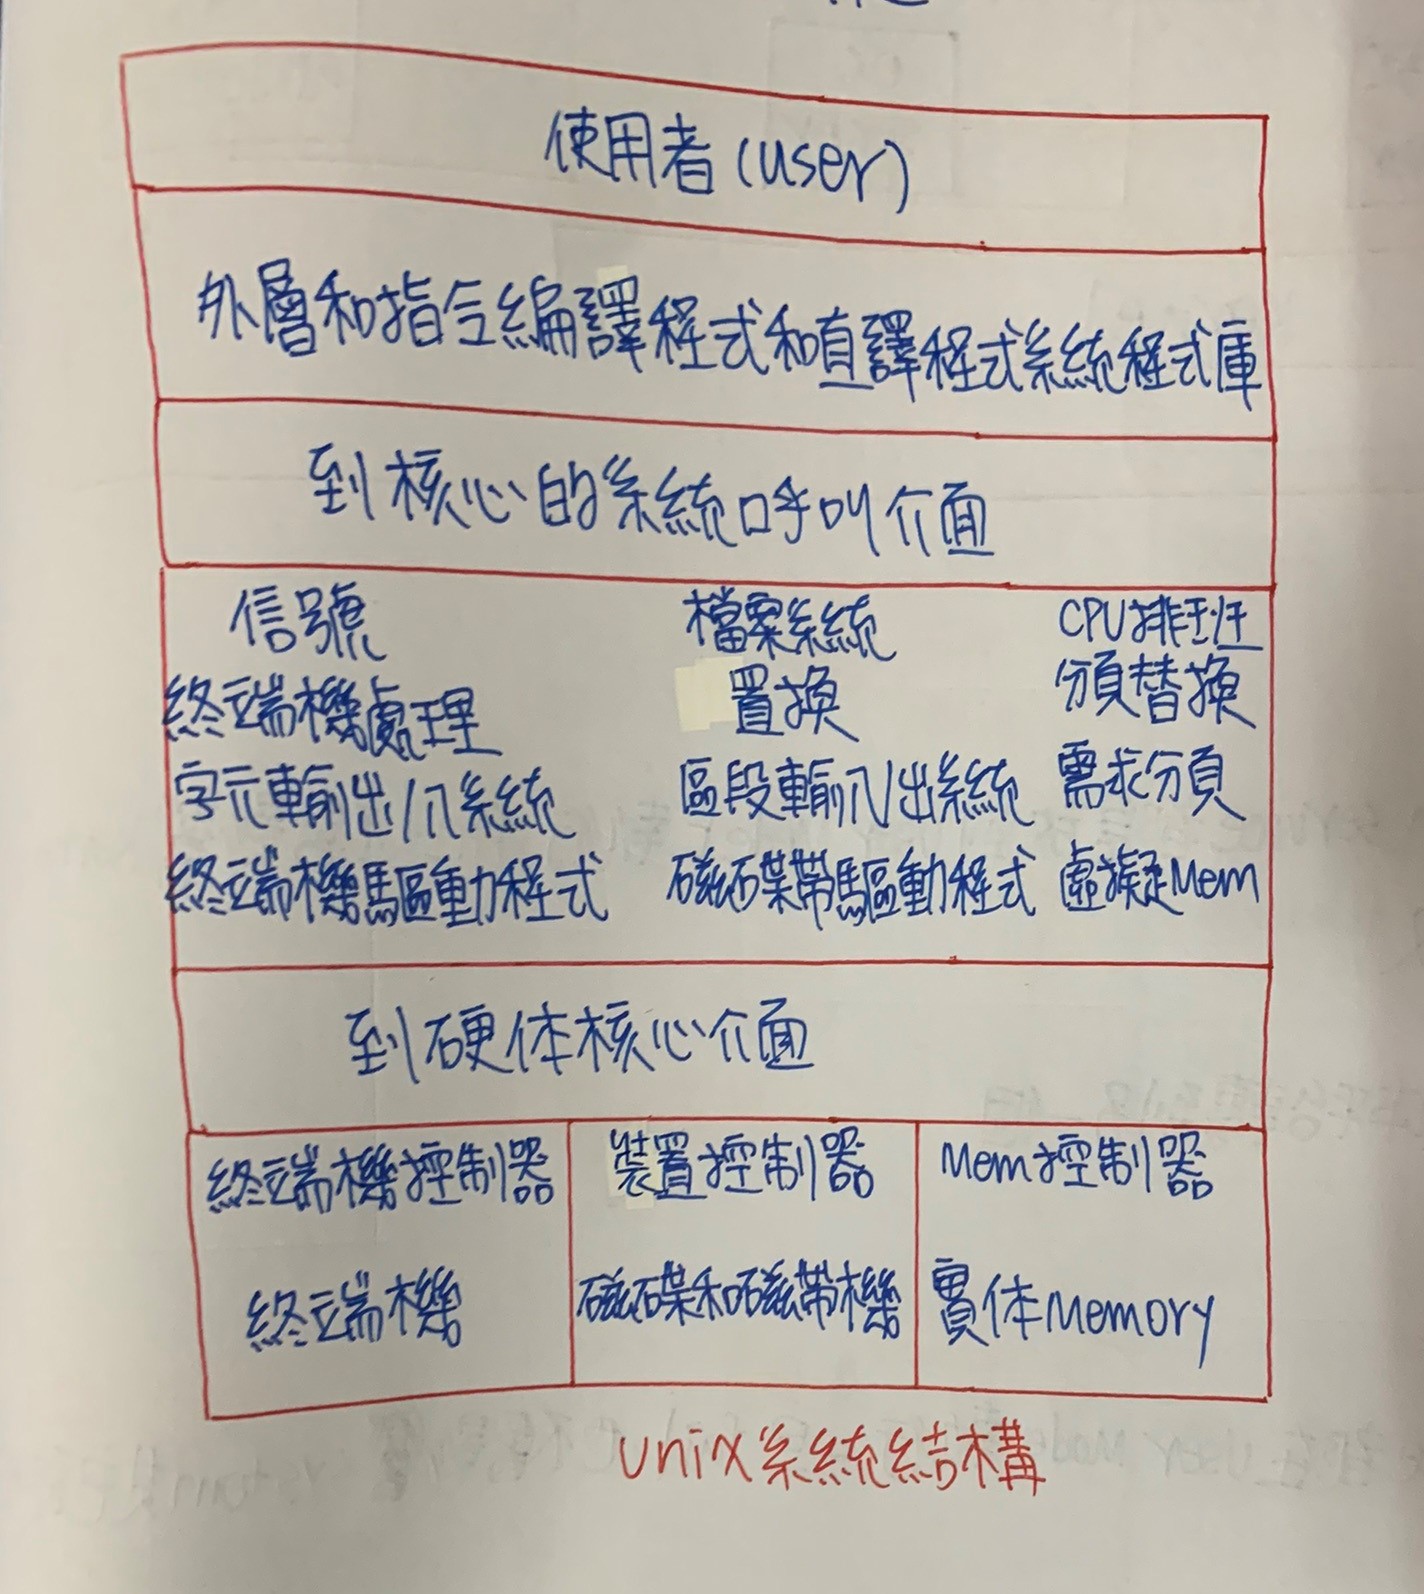 使用者(user)
外層和指令編譯程式和直譯程式系統程式庫
到核心的系統呼叫介面
信號 檔案系統 CPU排班
終端機處理 置換 分頁替換
字元輸出/入系統 區段輸入/出系統 需求分頁
終端機驅動程式 磁碟帶驅動程式 虛擬Mem
到硬体核心介面
終端機控制器 裝置控制器 Mem控制器
終端機 磁碟和磁帶機 實体Memory
unix系統結構